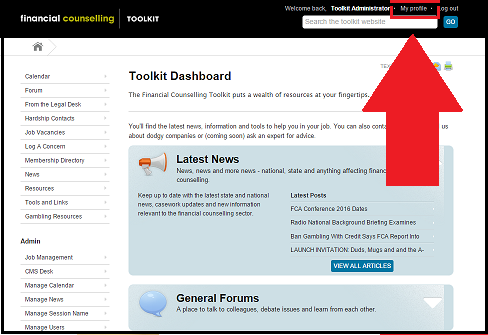 Welcome back, Toolkit Administrator • My profile • Log out
financial counselling TOOLKIT
Search the toolkit website GO
TE
Calendar
Forum
From the Legal Desk
Hardship Contacts
Job Vacancies
Log A Concern
Membership Directory
News
Resources
Tools and Links
Gambling Resources
Admin
Job Management
CMS Desk
Manage Calendar
Manage News
Manage Session Name
Manage Users
Toolkit Dashboard
The Financial Counselling Toolkit puts a wealth of resources at your fingertips.
You'll find the latest news, information and tools to help you in your job. You can also conta us
about dodgy companies or (coming soon) ask an expert for advice.
Latest News
News, news and more news - national, state and anything affecting financ
counselling
Keep up to date with the latest state and national
news, casework updates and new information
relevant to the financial counselling sector.
Latest Posts
FCA Conference 2016 Dates
Radio National Background Briefing Examines
Ban Gambling With Credit Says FCA Report Into
LAUNCH INVITATION: Duds, Mugs and and the A-
VIEW ALL ARTICLES
General Forums
A place to talk to colleagues, debate issues and learn from each other.